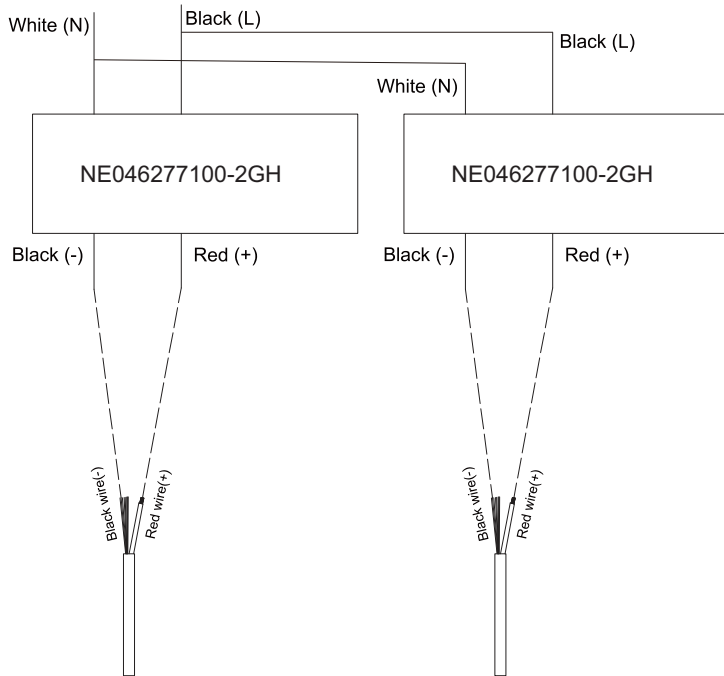 White (N)
Black (L)
Black (L)
White (N)
NE046277100-2GH
NE046277100-2GH
Black (-)
Red (+)
Black (-)
Red (+)
Black wire(-)
Red wire(+)
Black wire(-)
Red wire(+)